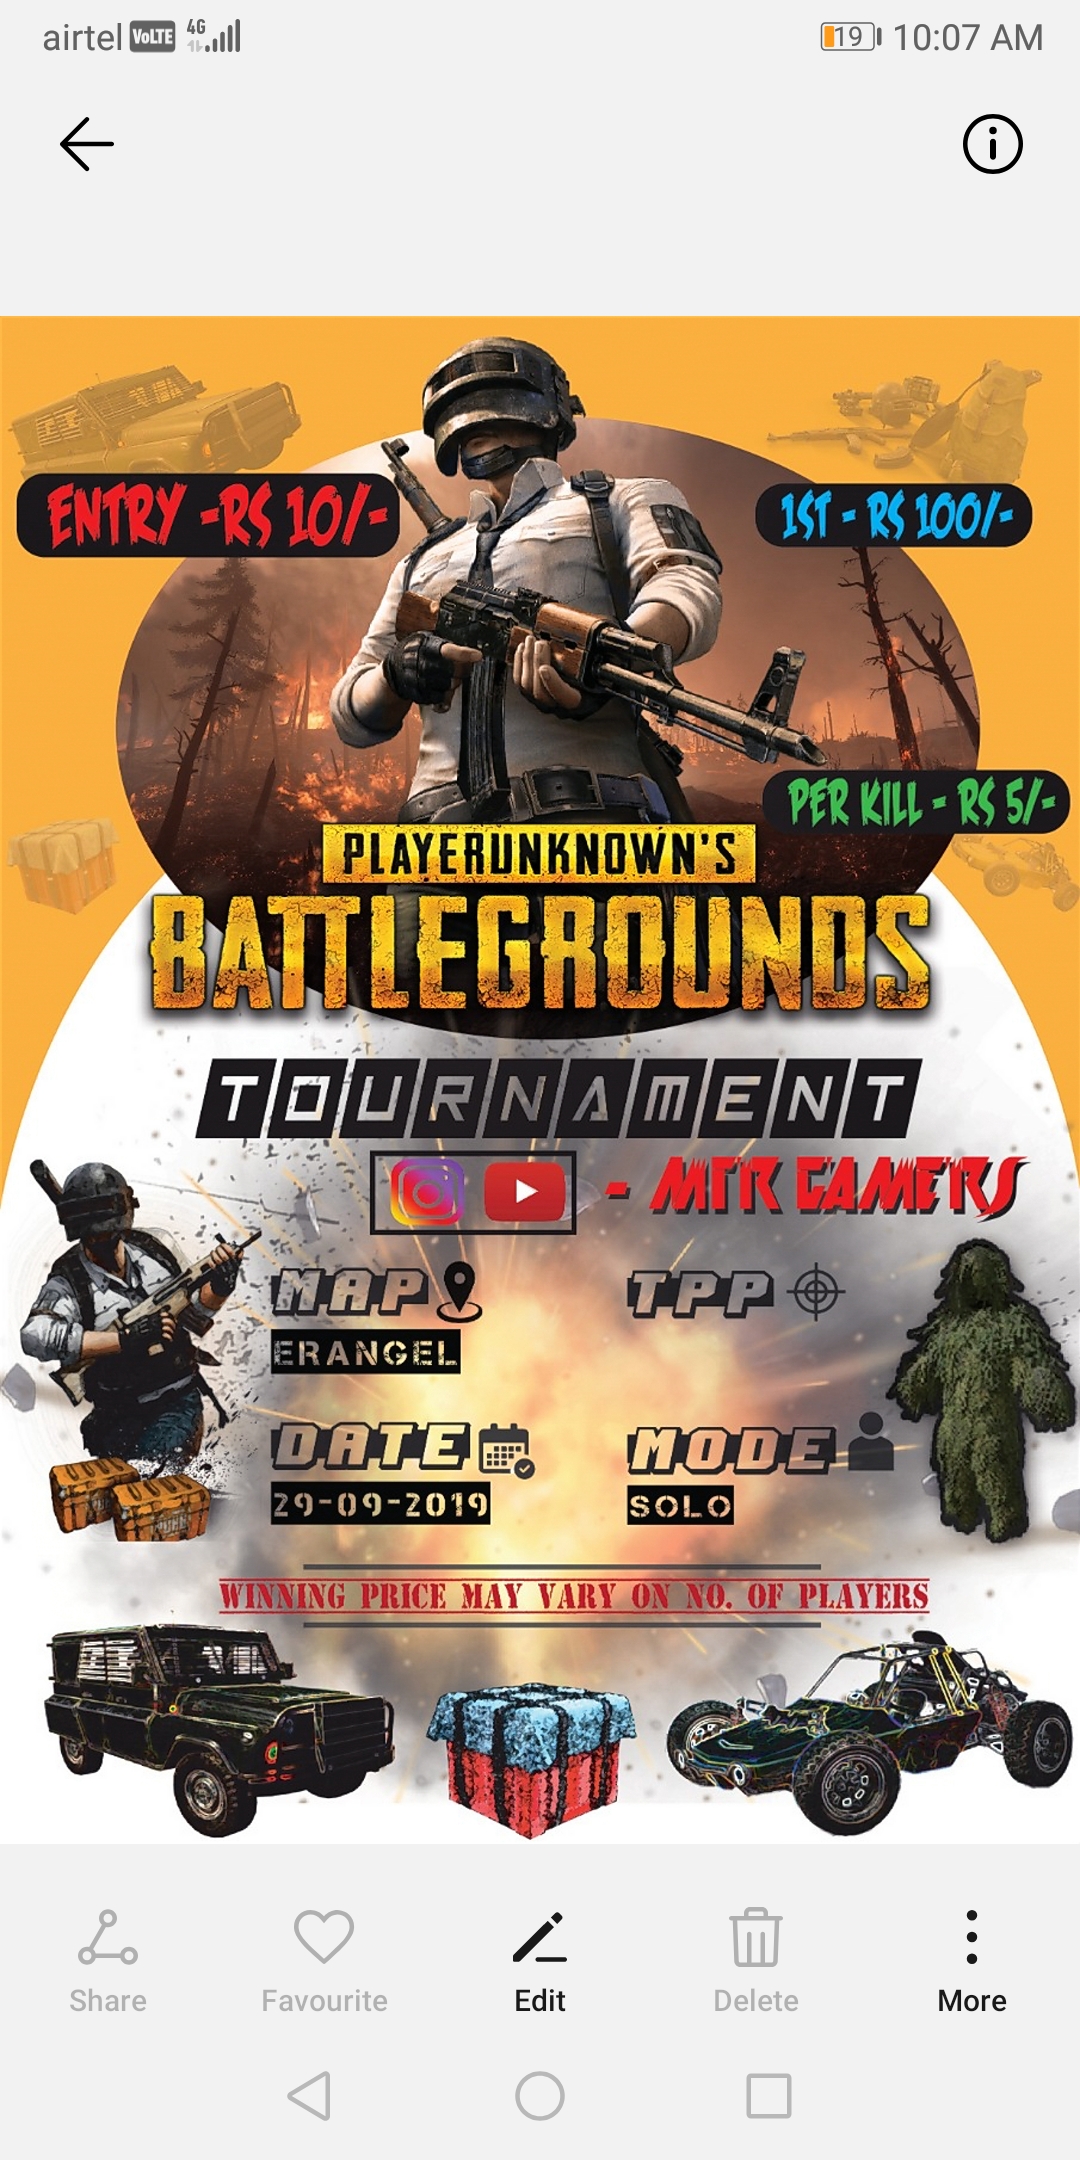 airtel VoLTE 4G 19 10:07 AM
ENTRY -RS 10/-
1ST - RS 100/-
PER KILL - RS 5/-
PLAYERUNKNOWN'S
BATTLEGROUNDS
TOURNAMENT
- MTR GAMERS
MAP TPP
ERANGEL
DATE MODE
29-09-2019 SOLO
WINNING PRICE MAY VARY ON NO. OF PLAYERS
Share Favourite Edit Delete More